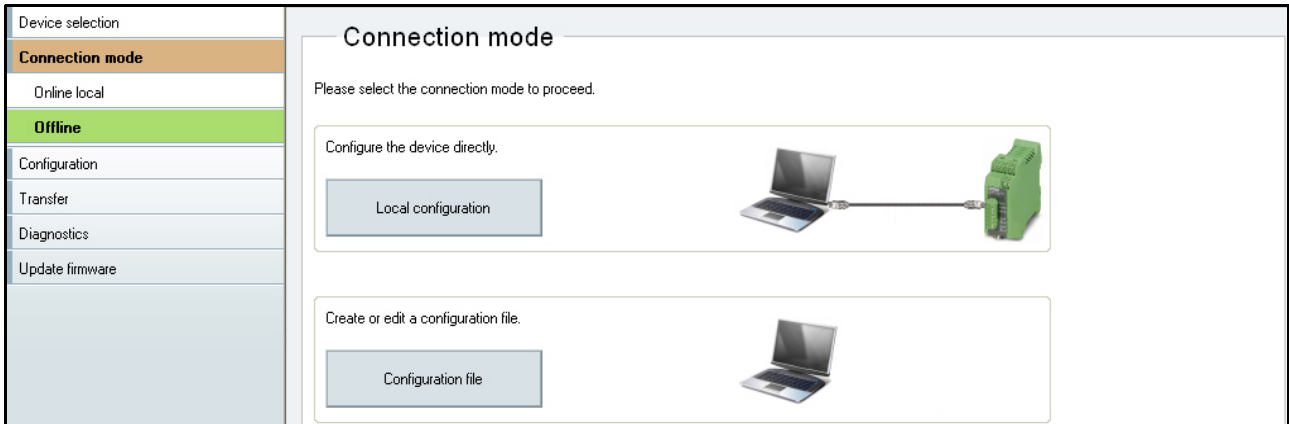 Device selection
Connection mode
Online local
Offline
Configuration
Transfer
Diagnostics
Update firmware
Connection mode
Please select the connection mode to proceed.
Configure the device directly.
Local configuration
Create or edit a configuration file.
Configuration file